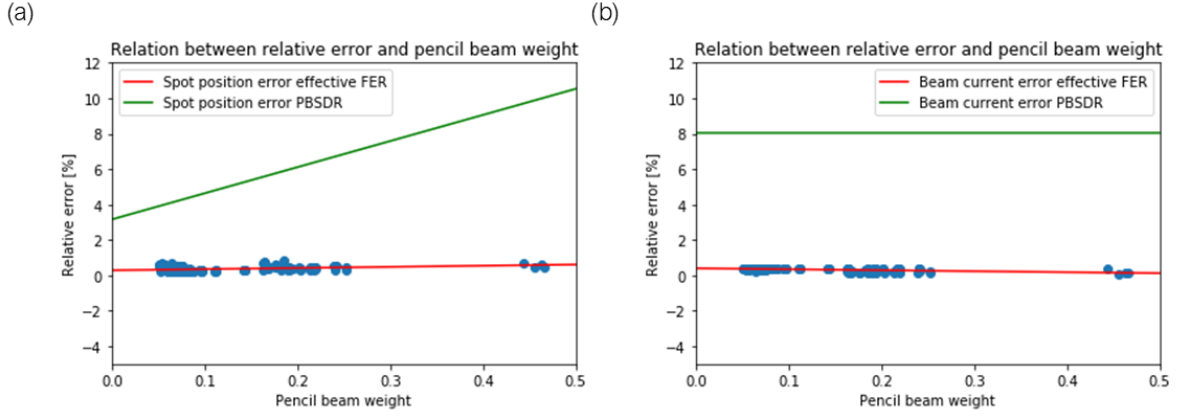 (a)
Relation between relative error and pencil beam weight
Spot position error effective FER
Spot position error PBSDR
12
10
8
6
4
2
0
−2
−4
Relative error [%]
0.0 0.1 0.2 0.3 0.4 0.5
Pencil beam weight
(b)
Relation between relative error and pencil beam weight
Beam current error effective FER
Beam current error PBSDR
12
10
8
6
4
2
0
−2
−4
Relative error [%]
0.0 0.1 0.2 0.3 0.4 0.5
Pencil beam weight